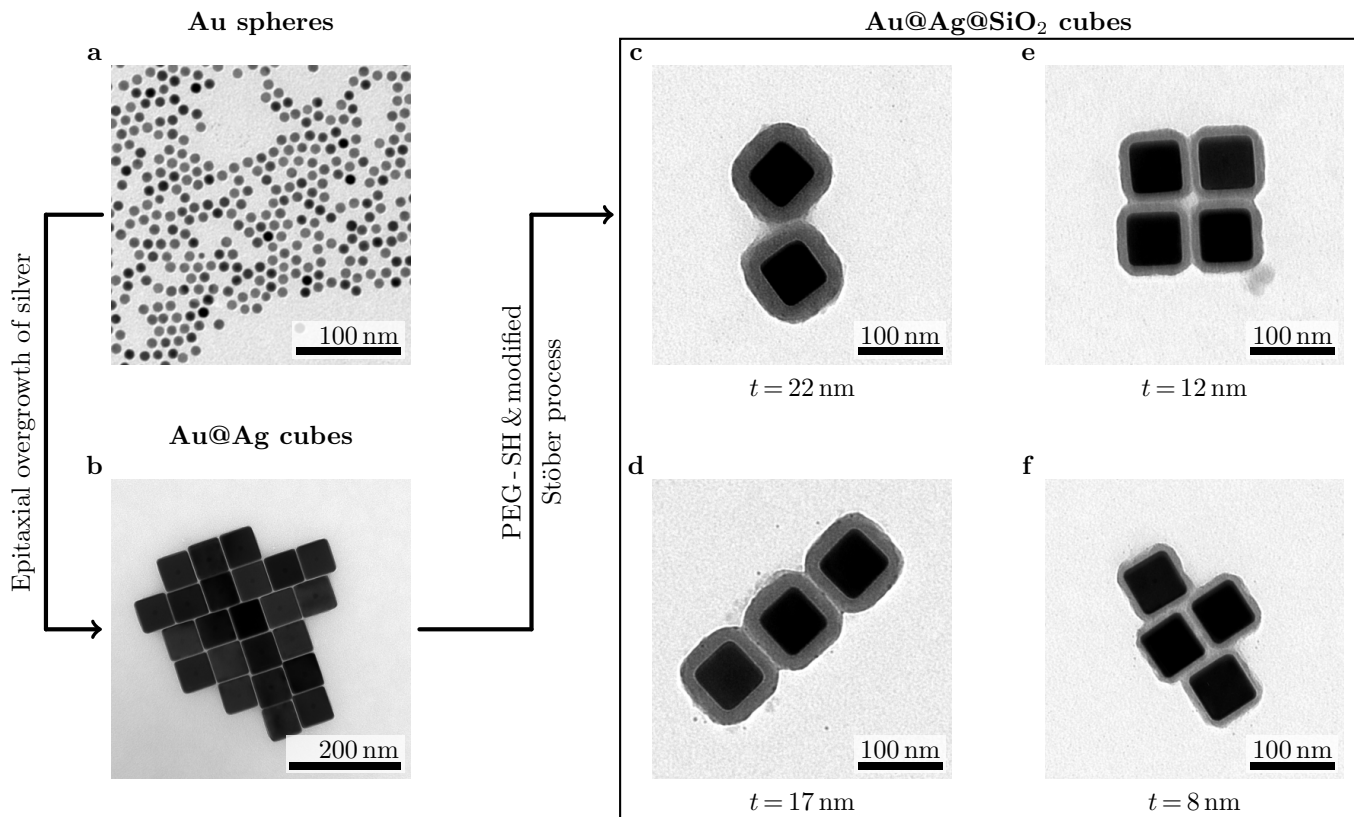 Au spheres
a
100 nm
Epitaxial overgrowth of silver
Au@Ag cubes
b
200 nm
PEG - SH & modified
Stöber process
Au@Ag@SiO₂ cubes
c
100 nm
t = 22 nm
e
100 nm
t = 12 nm
d
100 nm
t = 17 nm
f
100 nm
t = 8 nm